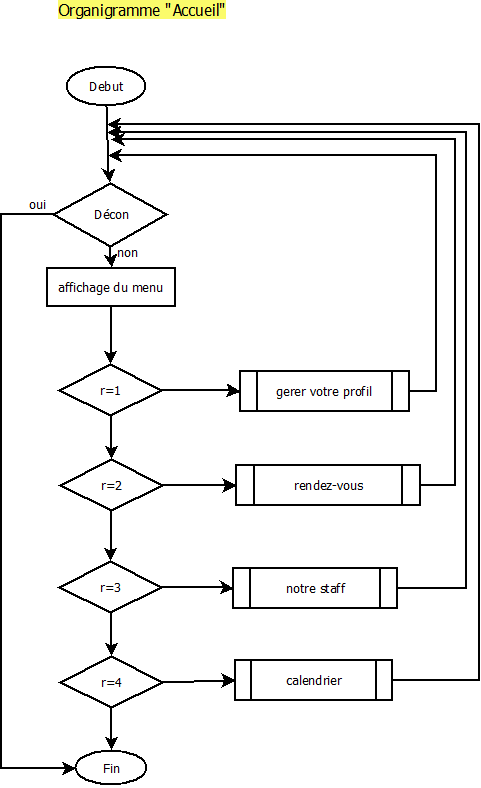 Organigramme "Accueil"
Debut
oui
Décon
non
affichage du menu
r=1
gerer votre profil
r=2
rendez-vous
r=3
notre staff
r=4
calendrier
Fin